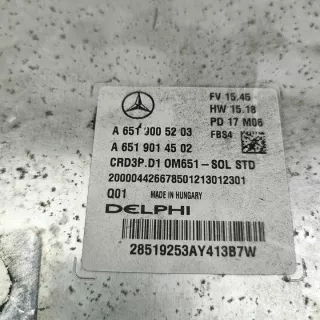 FV 15.45
HW 15.18
PD 17 M06
FBS4
A 651 900 52 03
A 651 901 45 02
CRD3P.D1 OM651-SOL STD
20000442667850121301230​1
Q01 MADE IN HUNGARY
DELPHI
28519253AY413B7W